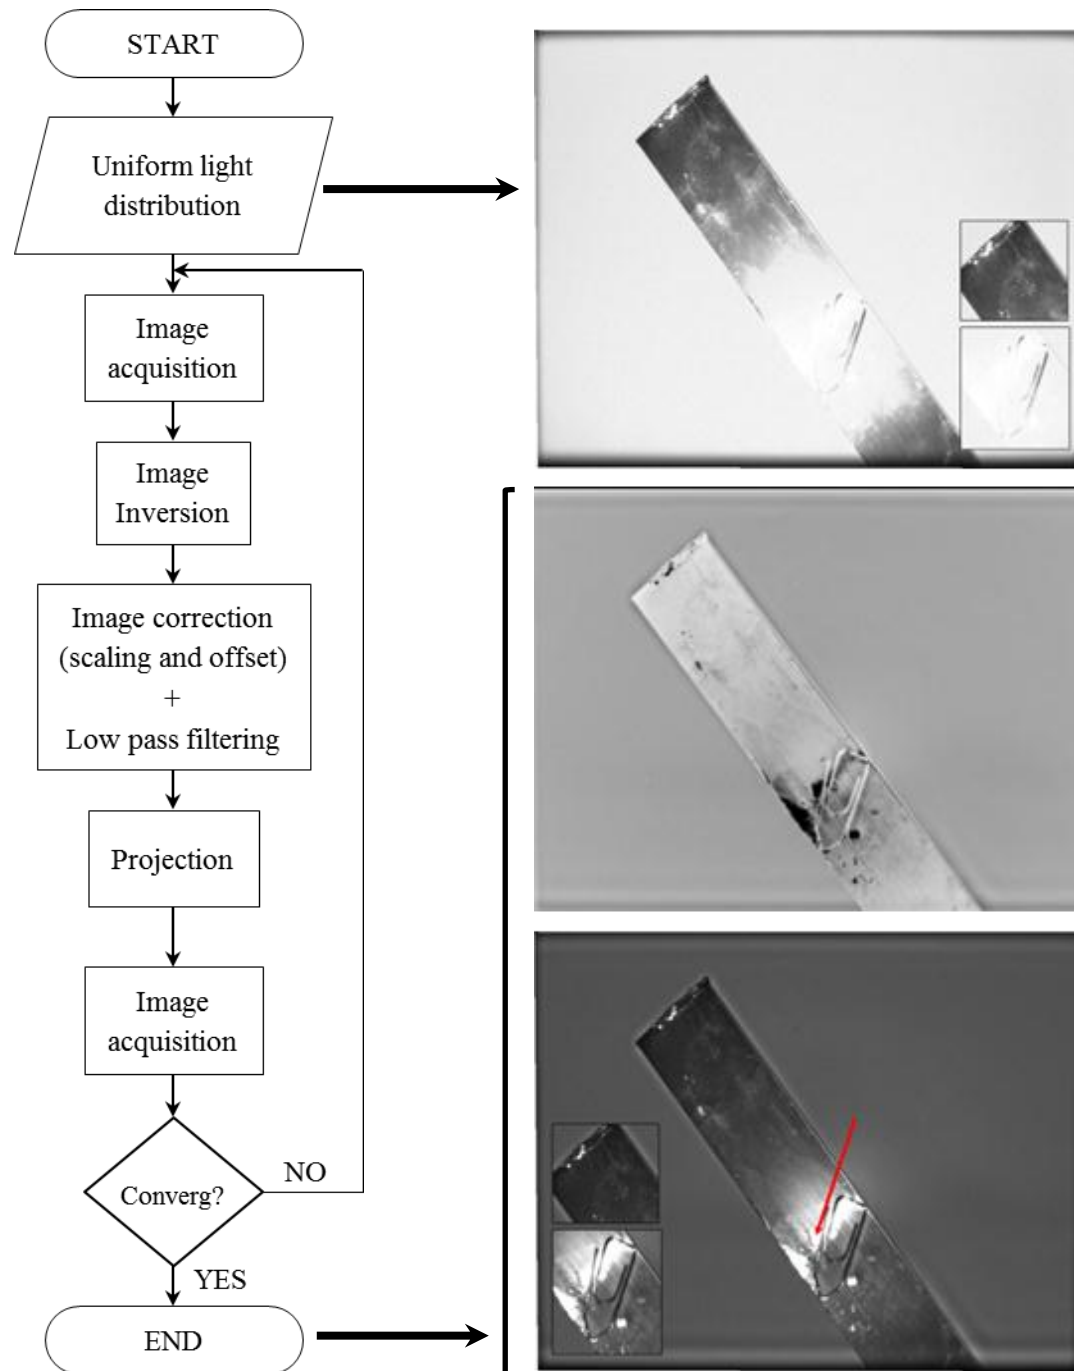 START
Uniform light
distribution
Image
acquisition
Image
Inversion
Image correction
(scaling and offset)
+
Low pass filtering
Projection
Image
acquisition
Converg?
NO
YES
END